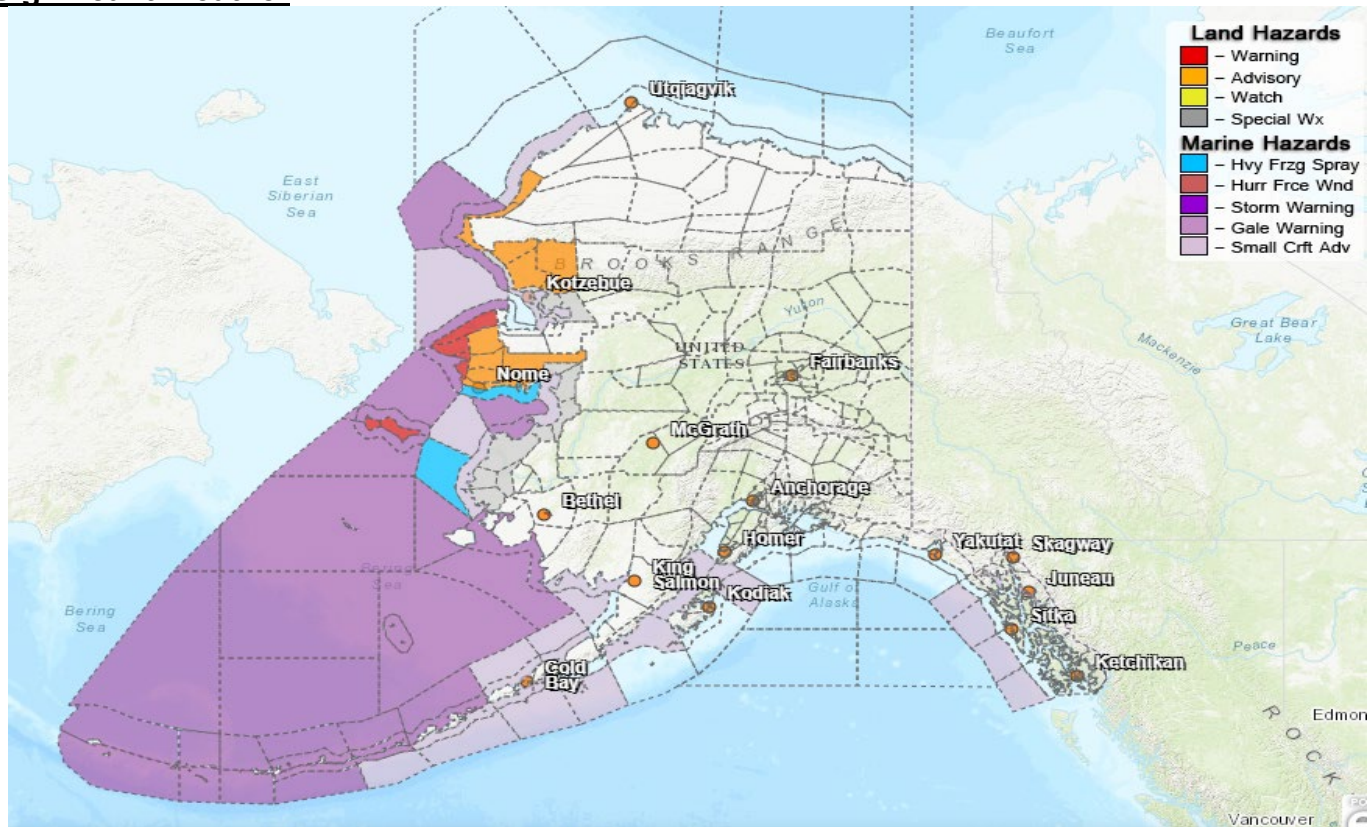 Beaufort
Sea
Land Hazards
– Warning
– Advisory
– Watch
– Special Wx
Marine Hazards
– Hvy Frzg Spray
– Hurr Frce Wnd
– Storm Warning
– Gale Warning
– Small Crft Adv
Utqiagvik
East
Siberian
Sea
BROOKS RANGE
Kotzebue
Yukon
Great Bear
Lake
Mackenzie
UNITED
STATES
Fairbanks
Nome
McGrath
Anchorage
Bethel
Homer
Yakutat
Skagway
King
Salmon
Kodiak
Juneau
Gulf of
Alaska
Bering
Sea
Bering
Sea
Sitka
Peace
Ketchikan
Cold
Bay
Edmon
ROCK
Vancouver